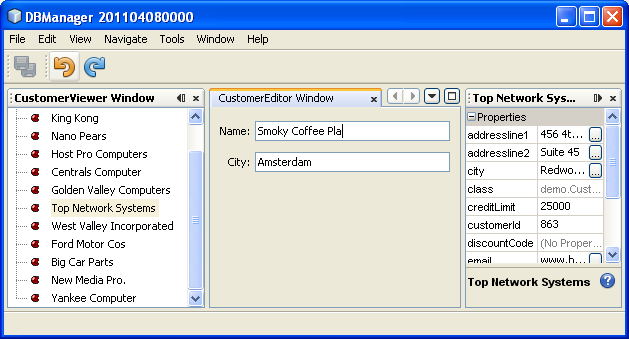 DBManager 201104080000
File Edit View Navigate Tools Window Help
CustomerViewer Window
King Kong
Nano Pears
Host Pro Computers
Centrals Computer
Golden Valley Computers
Top Network Systems
West Valley Incorporated
Ford Motor Cos
Big Car Parts
New Media Pro.
Yankee Computer
CustomerEditor Window
Name: Smoky Coffee Pla
City: Amsterdam
Top Network Sys...
Properties
addressline1 456 4t...
addressline2 Suite 45
city Redwo...
class demo.Cust...
creditLimit 25000
customerId 863
discountCode (No Proper...
email www.h...
Top Network Systems